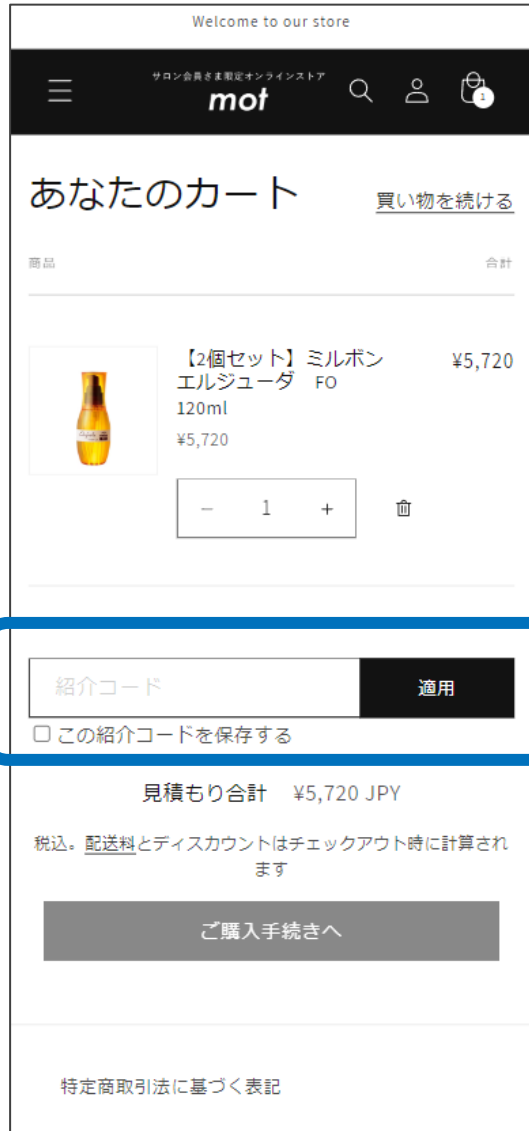 Welcome to our store
サロン会員さま限定オンラインストア
mot
1
あなたのカート
買い物を続ける
商品
合計
【2個セット】ミルボン
エルジューダ　FO
120ml
¥5,720
¥5,720
− 1 +
紹介コード
適用
この紹介コードを保存する
見積もり合計 ¥5,720 JPY
税込。配送料とディスカウントはチェックアウト時に計算され
ます
ご購入手続きへ
特定商取引法に基づく表記